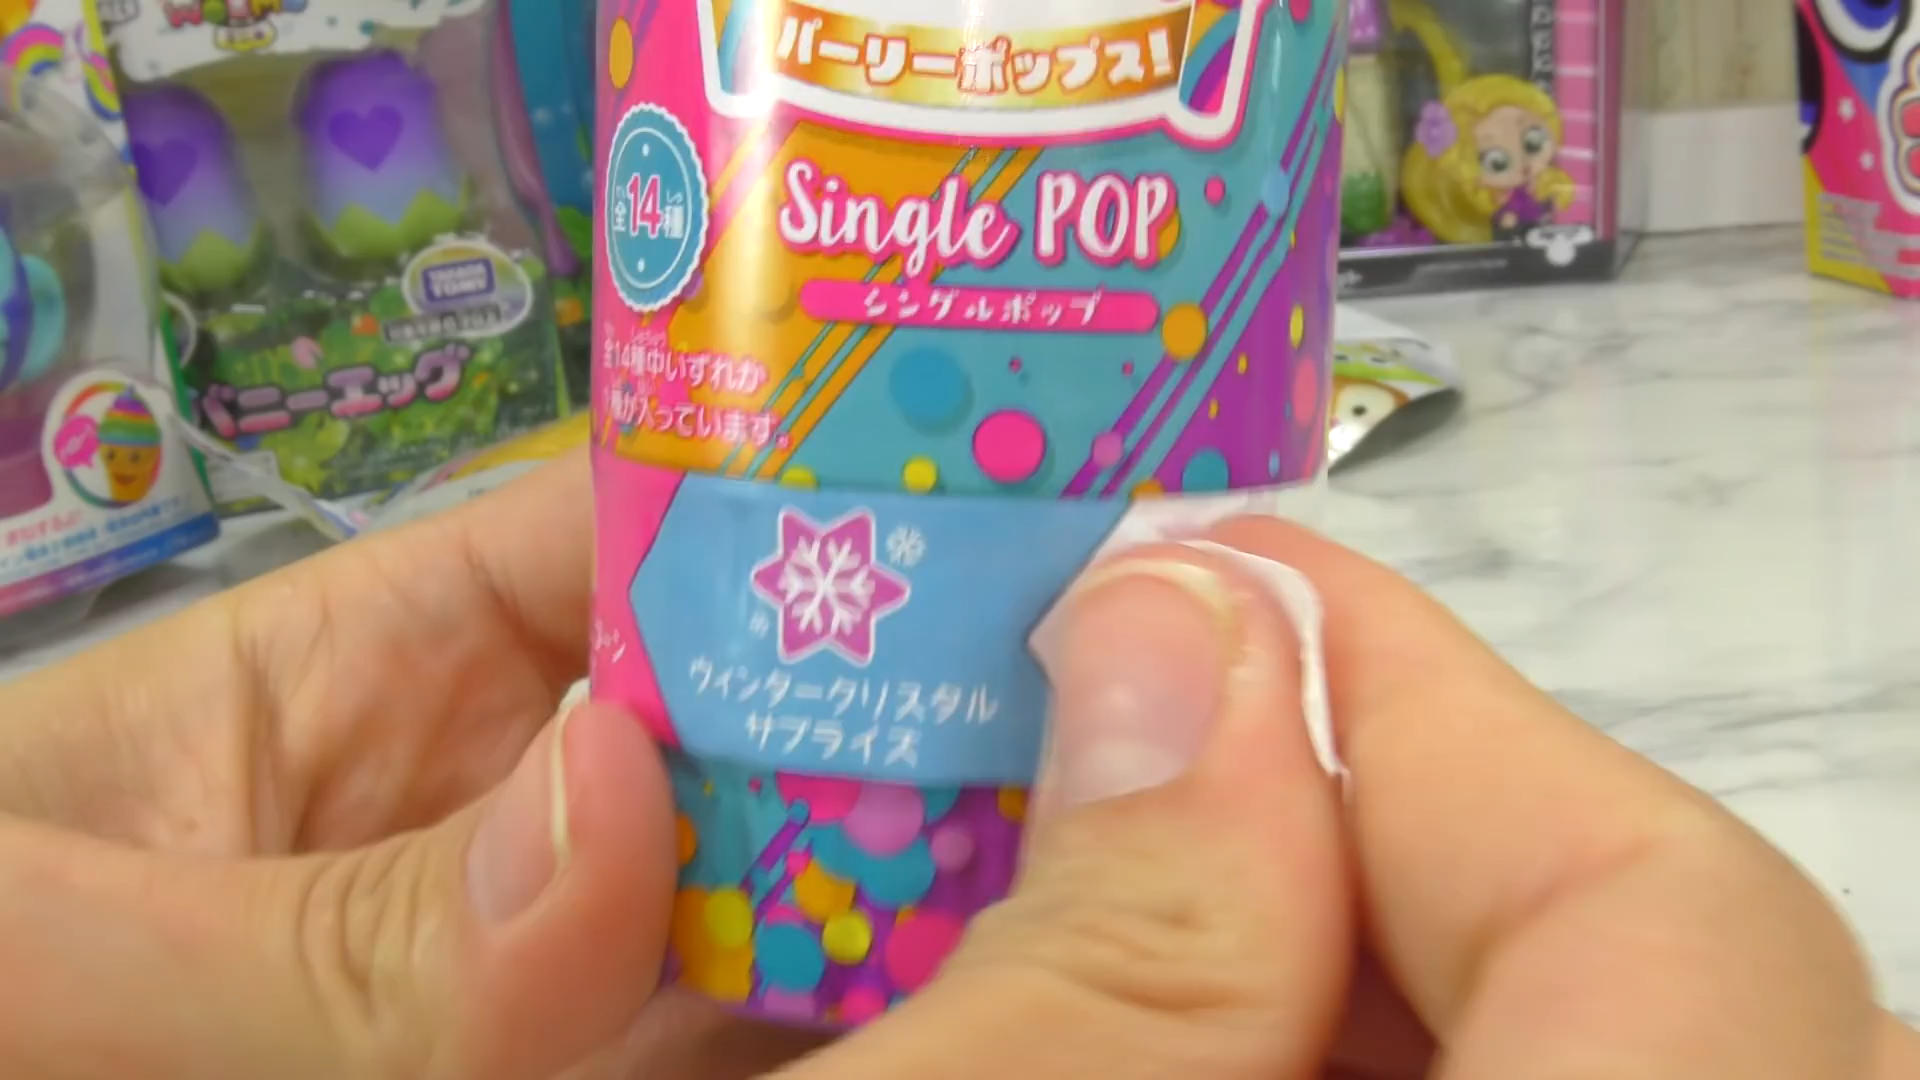 パーリーポップス!
全14種
Single POP
シングルポップ
全14種中いずれか
1種が入っています。
ウィンタークリスタル
サプライズ
TAKARA
TOMY
バニーエッグ